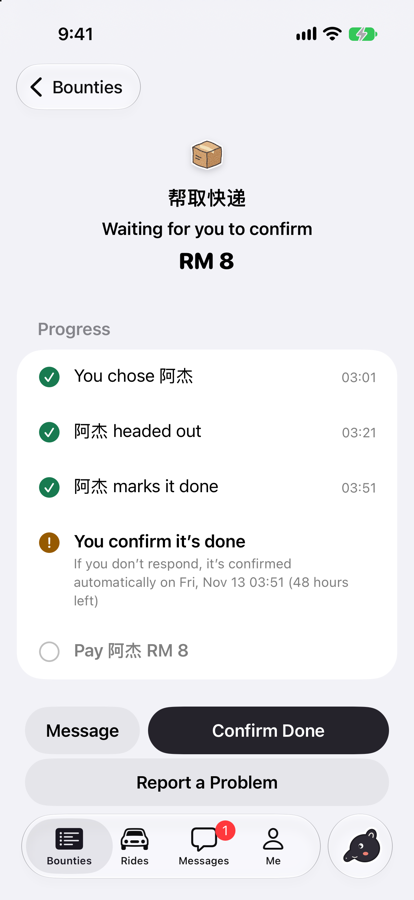 9:41
Bounties
帮取快递
Waiting for you to confirm
RM 8
Progress
You chose 阿杰 03:01
阿杰 headed out 03:21
阿杰 marks it done 03:51
You confirm it's done
If you don't respond, it's confirmed
automatically on Fri, Nov 13 03:51 (48 hours
left)
Pay 阿杰 RM 8
Message
Confirm Done
Report a Problem
1
Bounties
Rides
Messages
Me